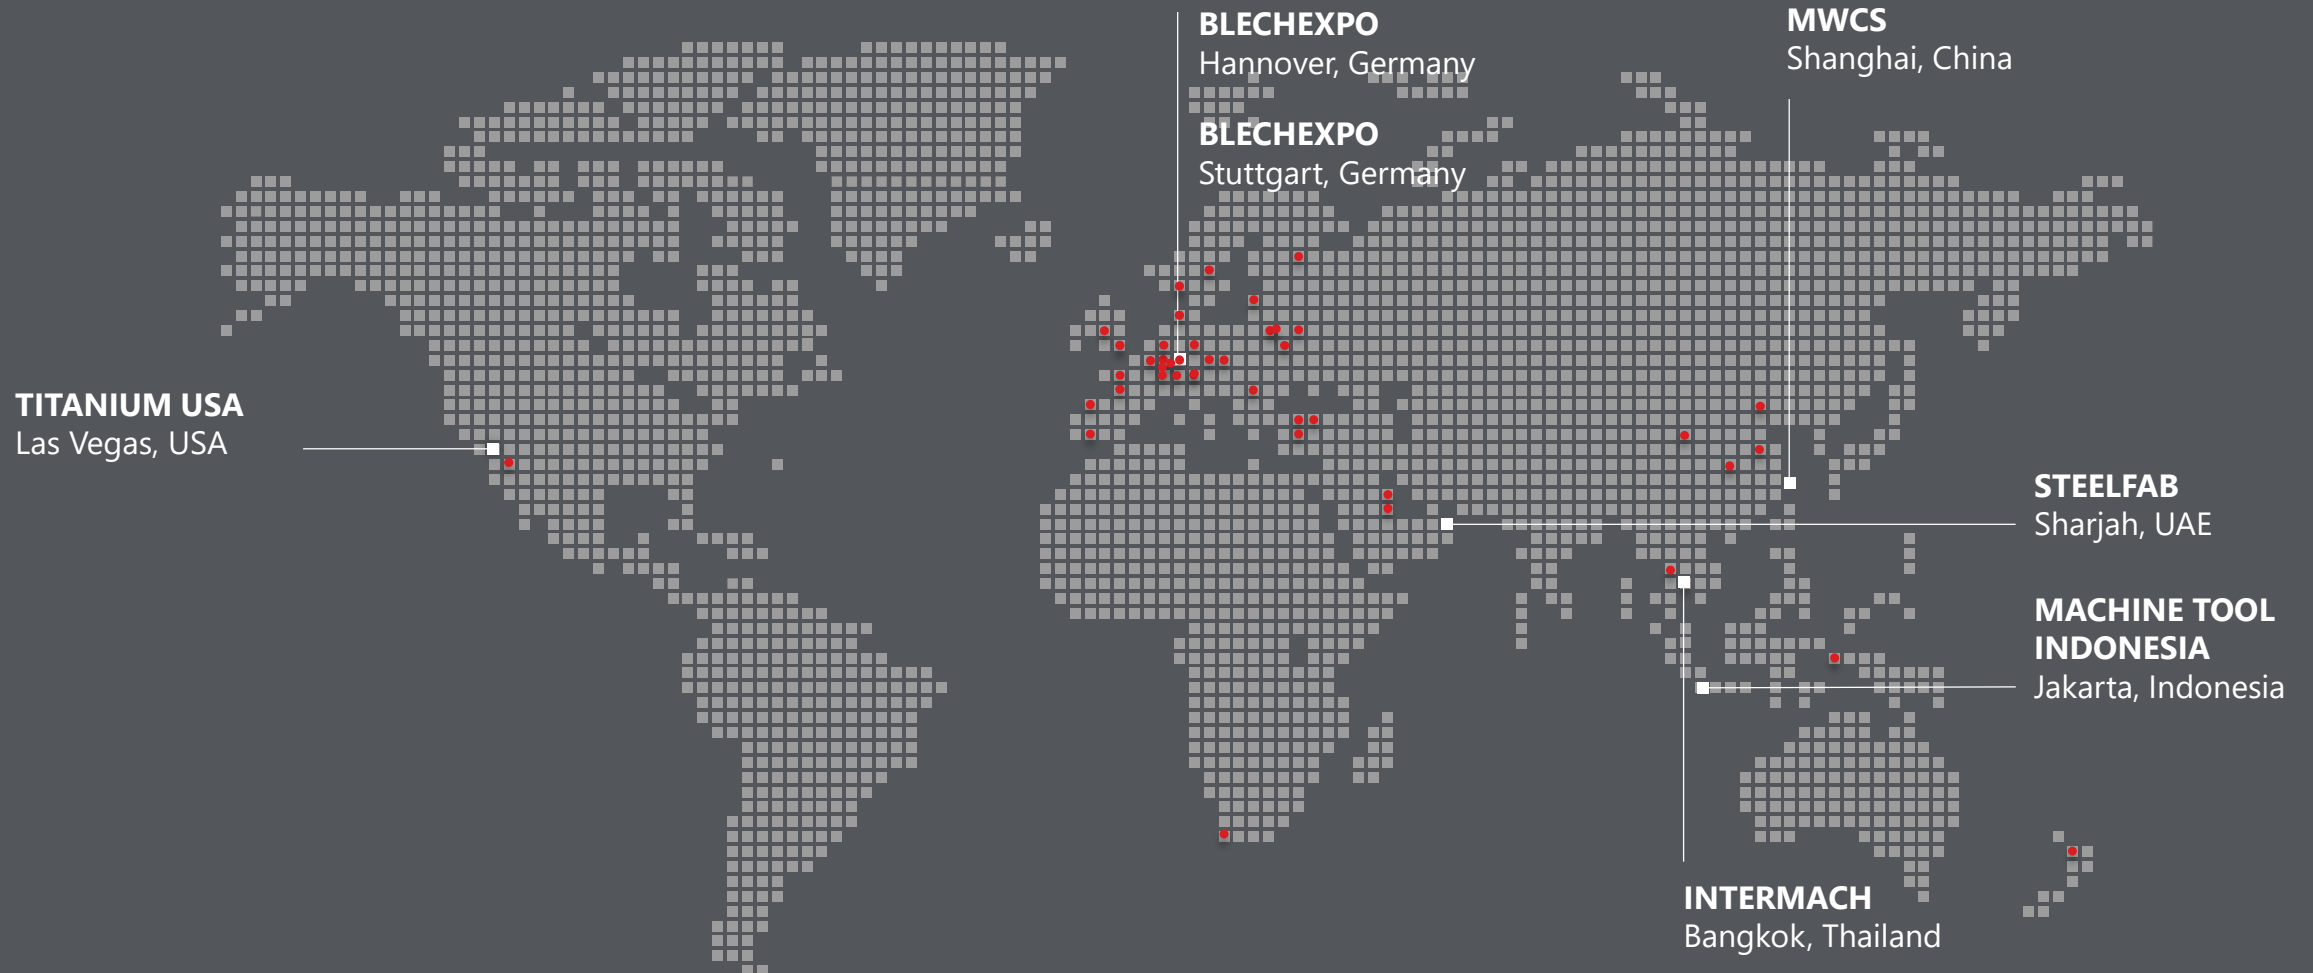 BLECHEXPO
Hannover, Germany
BLECHEXPO
Stuttgart, Germany
MWCS
Shanghai, China
TITANIUM USA
Las Vegas, USA
STEELFAB
Sharjah, UAE
MACHINE TOOL
INDONESIA
Jakarta, Indonesia
INTERMACH
Bangkok, Thailand